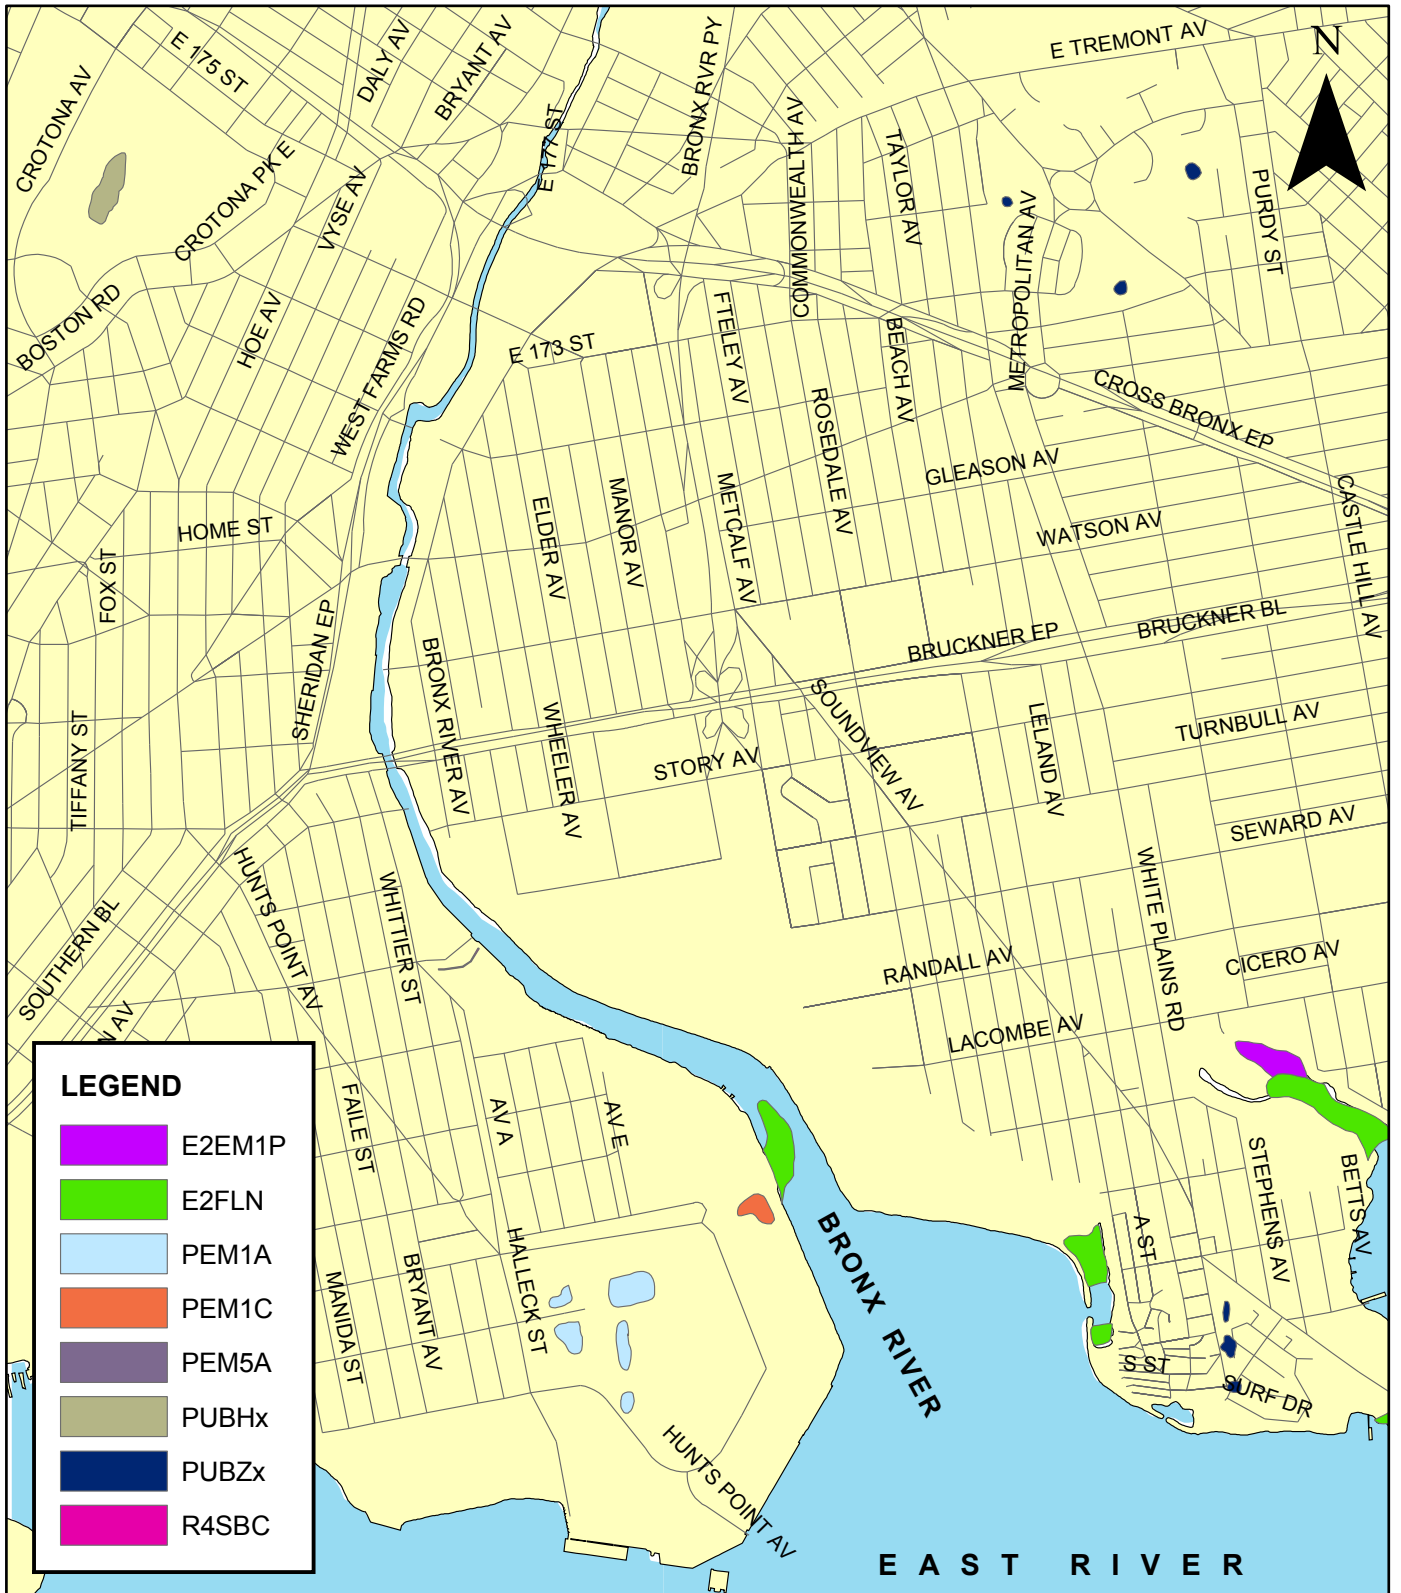 E TREMONT AV
N
E 175 ST
DALY AV
BRYANT AV
BRONX RVR PY
CROTONA AV
E 177 ST
COMMONWEALTH AV
TAYLOR AV
CROTONA PK E
VYSE AV
METROPOLITAN AV
PURDY ST
BOSTON RD
HOE AV
WEST FARMS RD
E 173 ST
FTELEY AV
BEACH AV
ROSEDALE AV
CROSS BRONX EP
GLEASON AV
HOME ST
ELDER AV
MANOR AV
METCALF AV
WATSON AV
CASTLE HILL AV
FOX ST
SHERIDAN EP
BRONX RIVER AV
BRUCKNER EP
BRUCKNER BL
TIFFANY ST
WHEELER AV
STORY AV
SOUNDVIEW AV
LELAND AV
TURNBULL AV
SEWARD AV
HUNTS POINT AV
WHITTIER ST
WHITE PLAINS RD
SOUTHERN BL
RANDALL AV
CICERO AV
N AV
LACOMBE AV
LEGEND
E2EM1P
E2FLN
PEM1A
PEM1C
PEM5A
PUBHx
PUBZx
R4SBC
FAILE ST
AV A
AV E
STEPHENS AV
BETTS AV
A ST
BRONX RIVER
MANIDA ST
BRYANT AV
HALLECK ST
S ST
SURF DR
HUNTS POINT AV
EAST RIVER